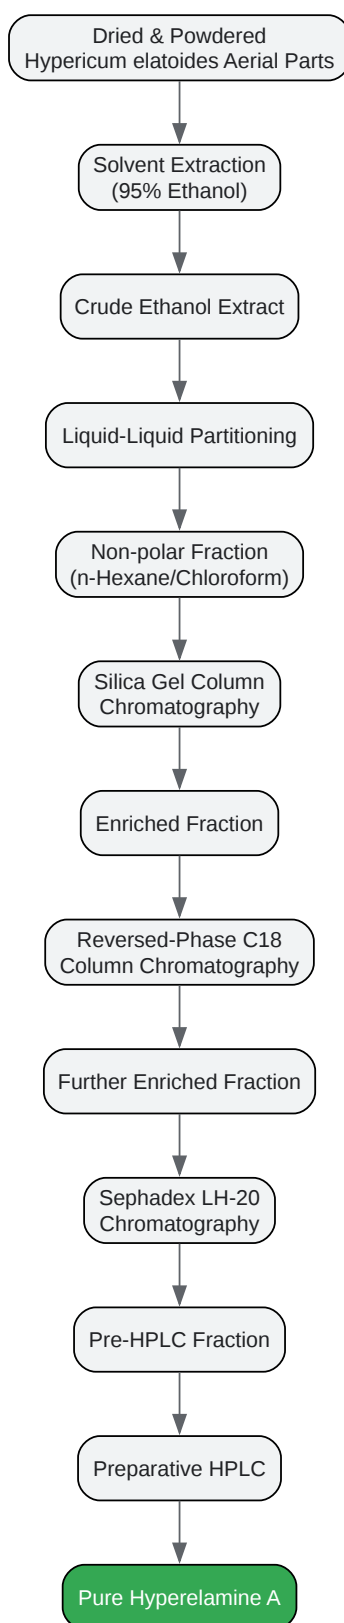 Dried & Powdered
Hypericum elatoides Aerial Parts
Solvent Extraction
(95% Ethanol)
Crude Ethanol Extract
Liquid-Liquid Partitioning
Non-polar Fraction
(n-Hexane/Chloroform)
Silica Gel Column
Chromatography
Enriched Fraction
Reversed-Phase C18
Column Chromatography
Further Enriched Fraction
Sephadex LH-20
Chromatography
Pre-HPLC Fraction
Preparative HPLC
Pure Hyperelamine A